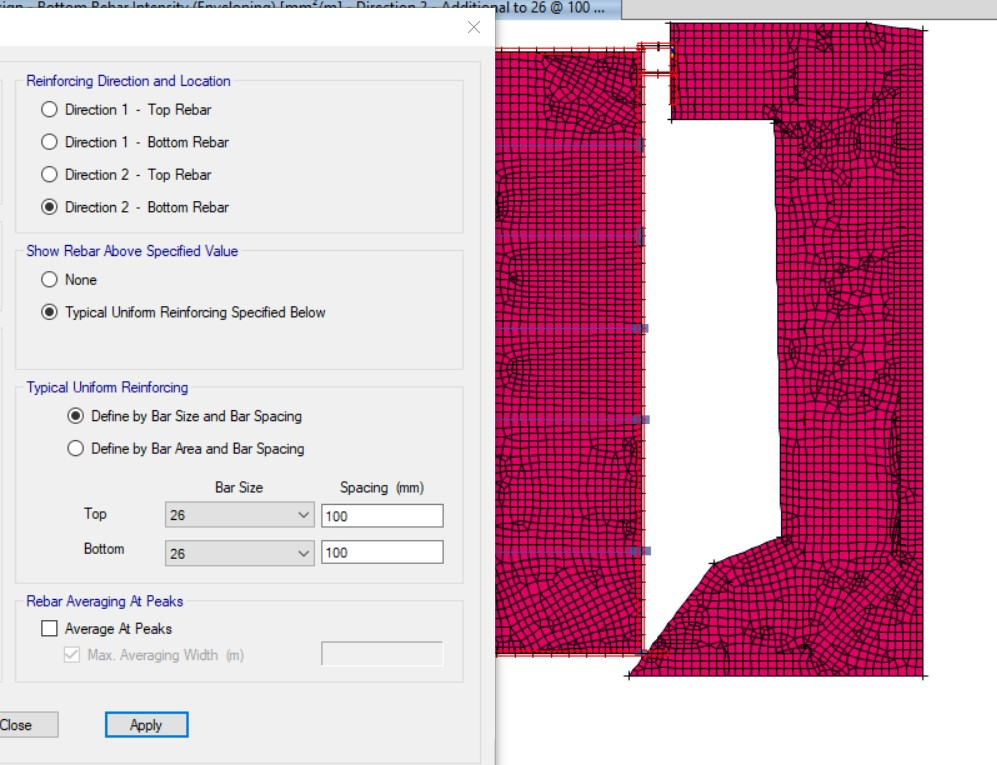 ign - Bottom Rebar Intensity (Enveloping) [mm²/m] - Direction 2 - Additional to 26 @ 100 ...
Reinforcing Direction and Location
Direction 1 - Top Rebar
Direction 1 - Bottom Rebar
Direction 2 - Top Rebar
Direction 2 - Bottom Rebar
Show Rebar Above Specified Value
None
Typical Uniform Reinforcing Specified Below
Typical Uniform Reinforcing
Define by Bar Size and Bar Spacing
Define by Bar Area and Bar Spacing
Bar Size Spacing (mm)
Top 26 100
Bottom 26 100
Rebar Averaging At Peaks
Average At Peaks
Max. Averaging Width (m)
Close Apply